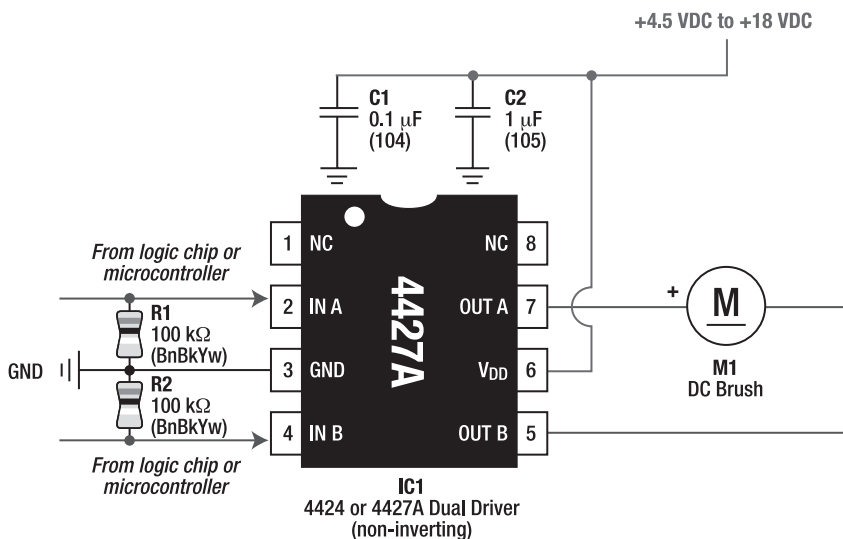 +4.5 VDC to +18 VDC
C1
0.1 μF
(104)
C2
1 μF
(105)
From logic chip or
microcontroller
1 NC
NC 8
2 IN A
OUT A 7
3 GND
VDD 6
4 IN B
OUT B 5
4427A
R1
100 kΩ
(BnBkYw)
GND
R2
100 kΩ
(BnBkYw)
From logic chip or
microcontroller
+
M
M1
DC Brush
IC1
4424 or 4427A Dual Driver
(non-inverting)